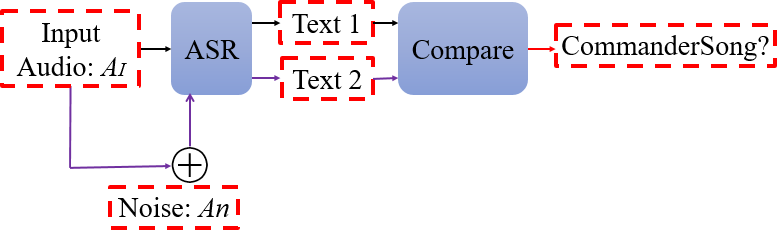 Input
Audio: AI
ASR
Text 1
Text 2
Compare
CommanderSong?
Noise: An